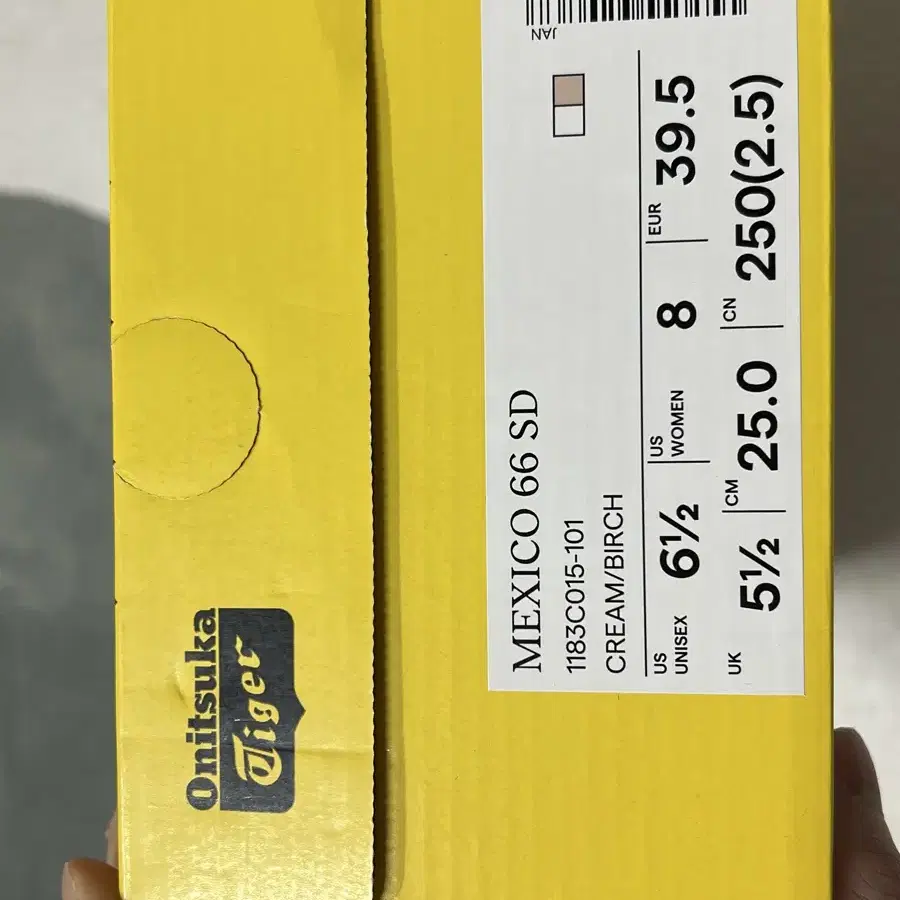 Onitsuka
Tiger
JAN
MEXICO 66 SD
1183C015-101
CREAM/BIRCH
US
UNISEX
6½
US
WOMEN
8
EUR
39.5
UK
5½
CM
25.0
CN
250(2.5)